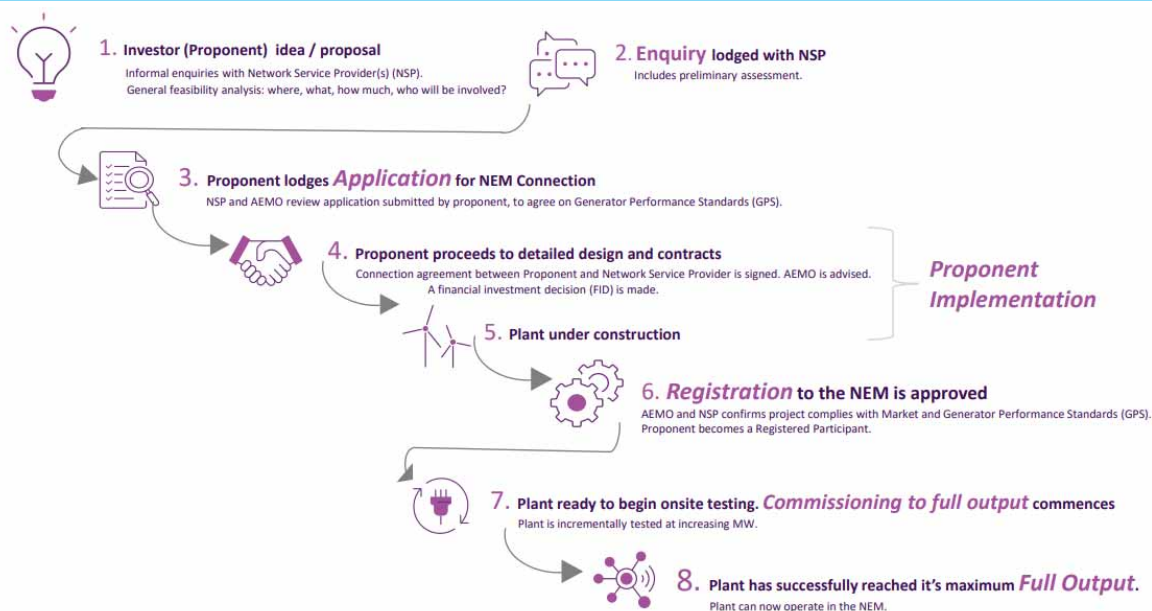 1. Investor (Proponent) idea / proposal
Informal enquiries with Network Service Provider(s) (NSP).
General feasibility analysis: where, what, how much, who will be involved?
2. Enquiry lodged with NSP
Includes preliminary assessment.
3. Proponent lodges Application for NEM Connection
NSP and AEMO review application submitted by proponent, to agree on Generator Performance Standards (GPS).
4. Proponent proceeds to detailed design and contracts
Connection agreement between Proponent and Network Service Provider is signed. AEMO is advised.
A financial investment decision (FID) is made.
5. Plant under construction
Proponent
Implementation
6. Registration to the NEM is approved
AEMO and NSP confirms project complies with Market and Generator Performance Standards (GPS).
Proponent becomes a Registered Participant.
7. Plant ready to begin onsite testing. Commissioning to full output commences
Plant is incrementally tested at increasing MW.
8. Plant has successfully reached it's maximum Full Output.
Plant can now operate in the NEM.